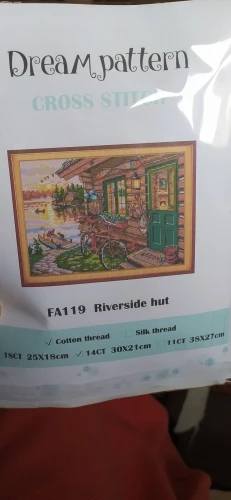 Dream pattern
CROSS STITCH
FA119 Riverside hut
✓ Cotton thread Silk thread
18CT 25X18cm ✓ 14CT 30X21cm 11CT 38X27cm